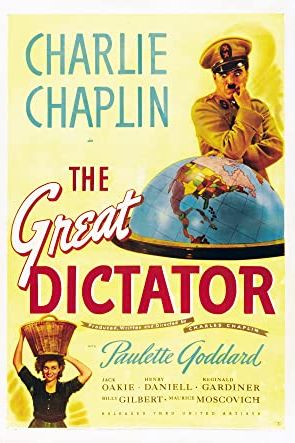 CHARLIE
CHAPLIN
in
THE
Great
DICTATOR
Produced, Written and Directed by
CHARLES CHAPLIN
with
Paulette Goddard
JACK OAKIE HENRY DANIELL REGINALD GARDINER
BILLY GILBERT · MAURICE MOSCOVICH
RELEASED THRU UNITED ARTISTS